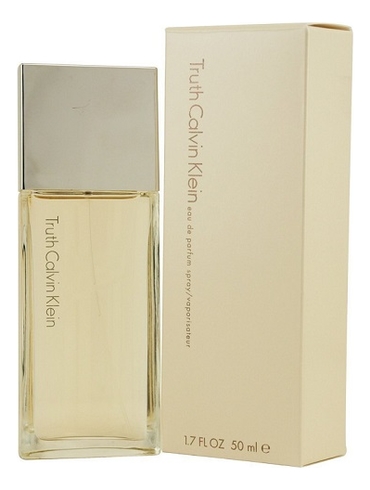 Truth Calvin Klein
Truth Calvin Klein
eau de parfum spray/vaporisateur
1.7 FL OZ 50 ml ℮